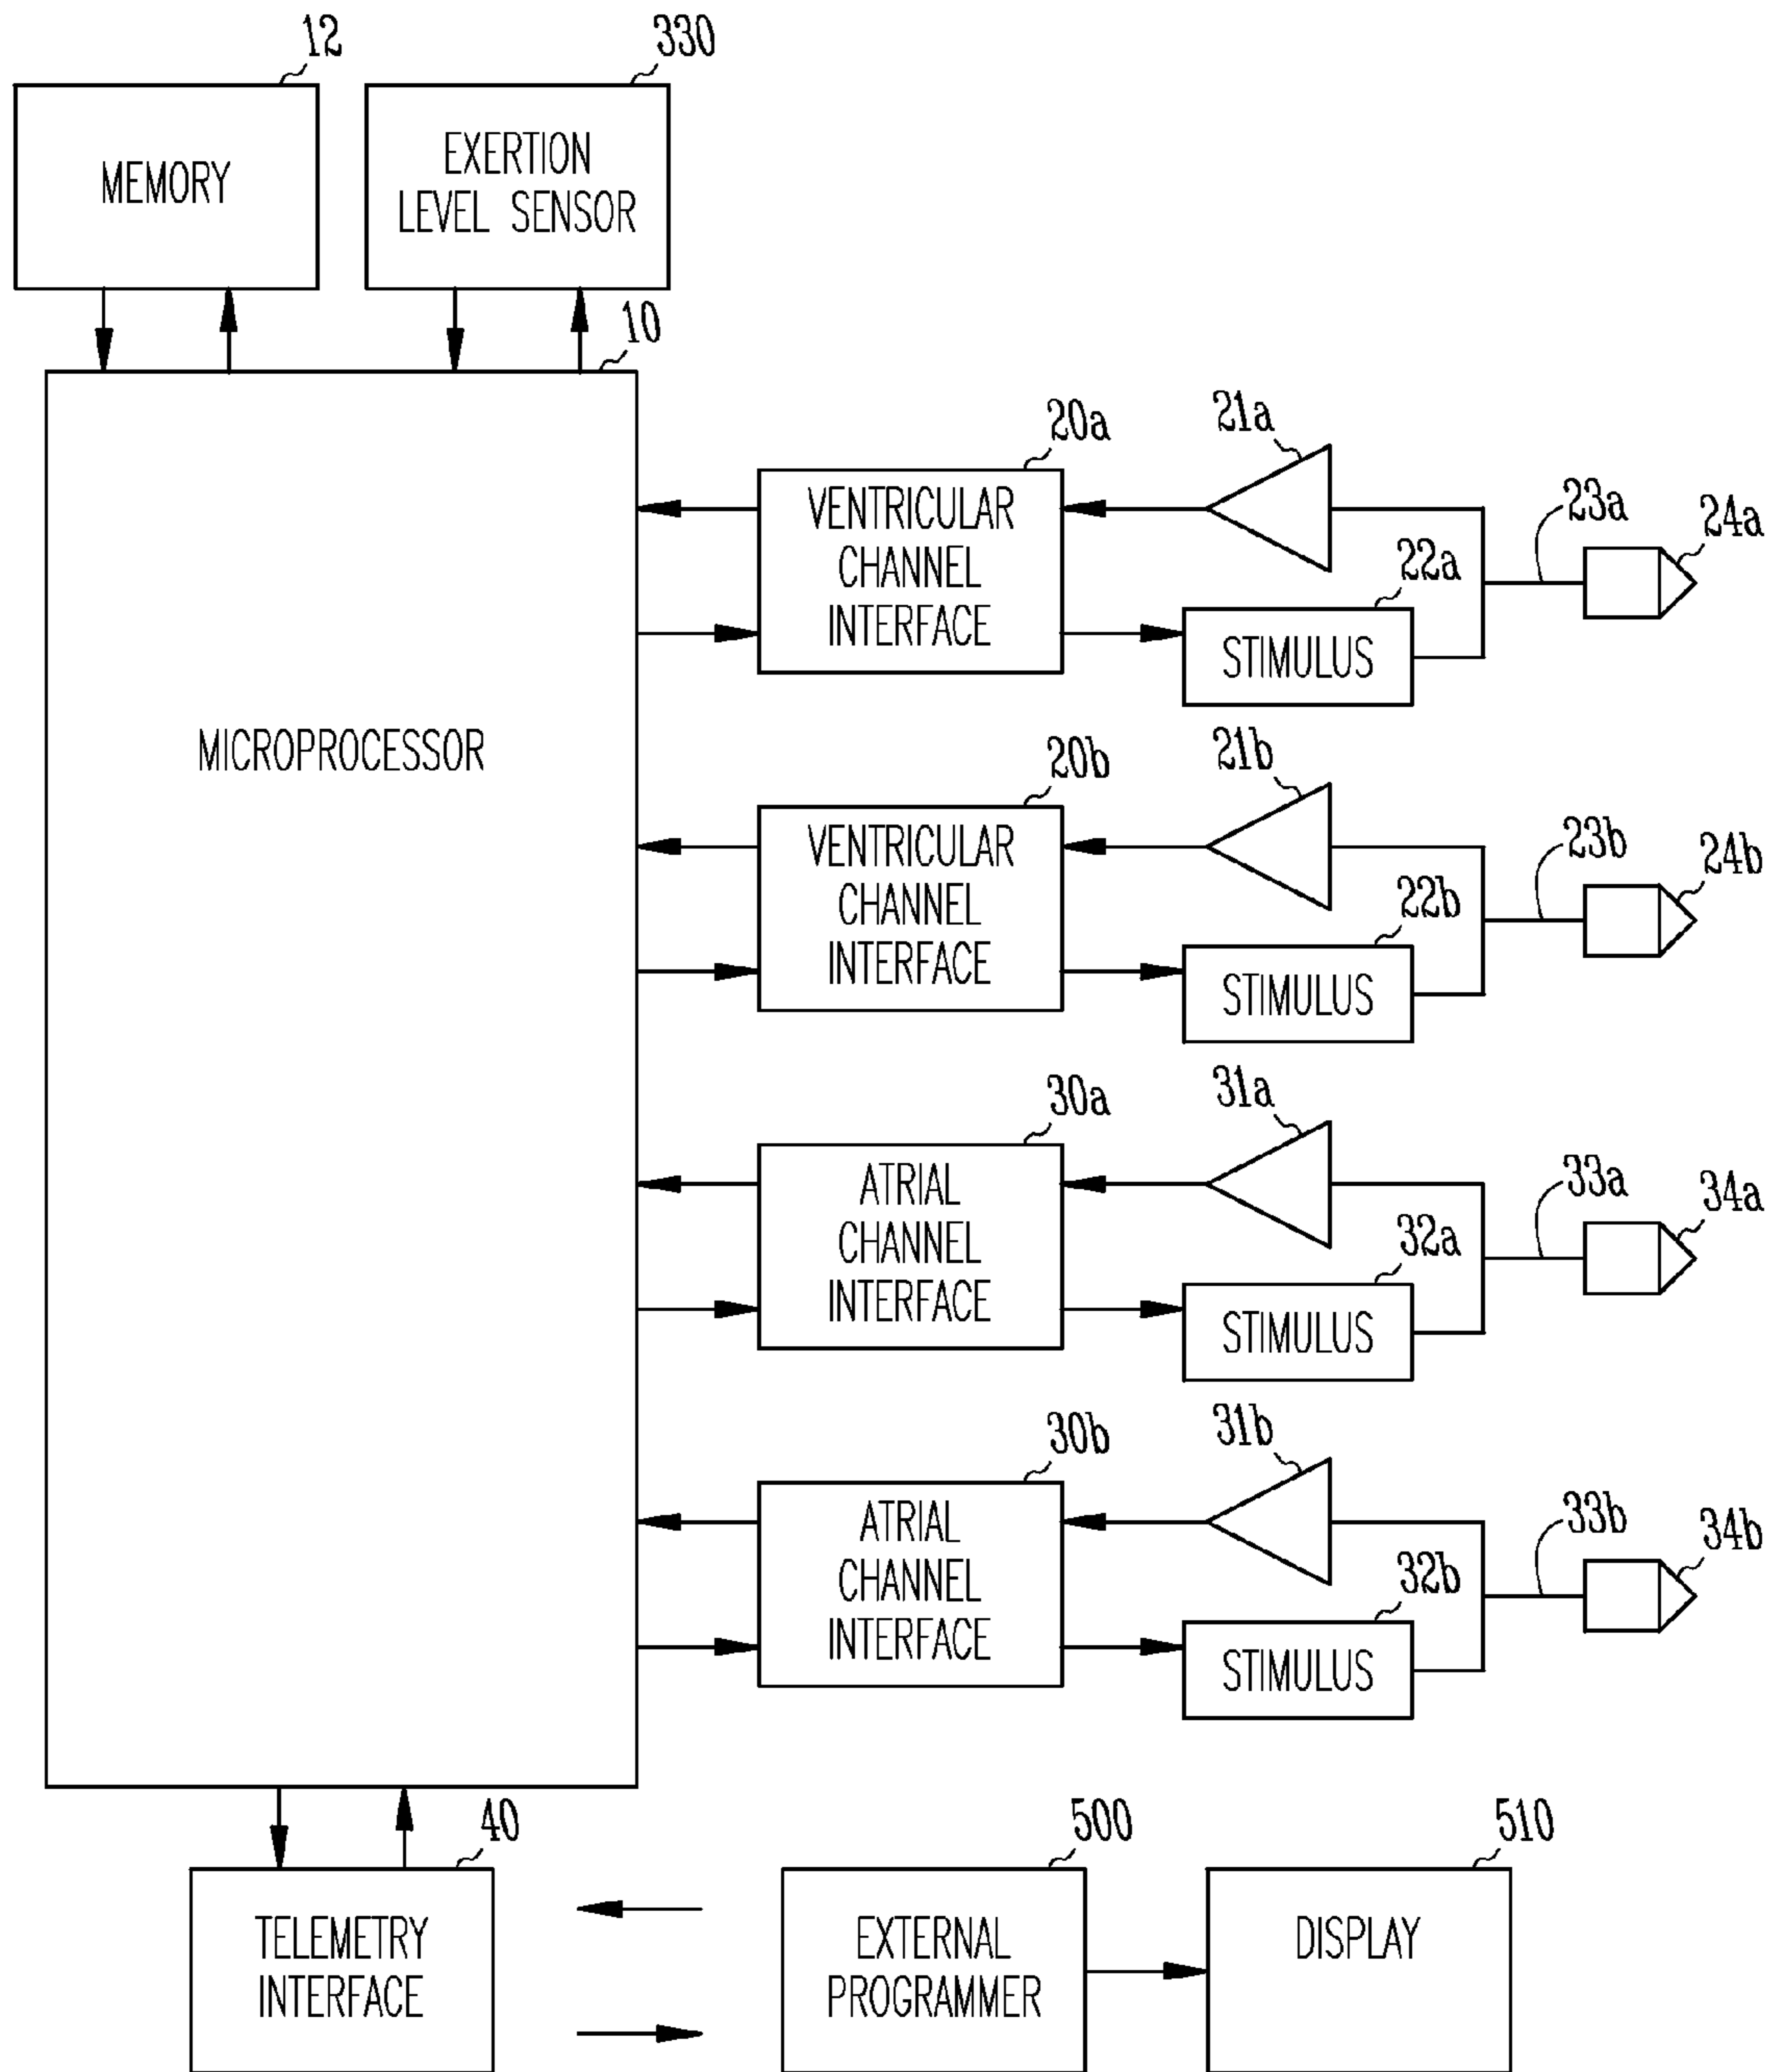 12
330
MEMORY
EXERTION
LEVEL SENSOR
10
MICROPROCESSOR
20a
21a
VENTRICULAR
CHANNEL
INTERFACE
22a
STIMULUS
23a
24a
20b
21b
VENTRICULAR
CHANNEL
INTERFACE
22b
STIMULUS
23b
24b
30a
31a
ATRIAL
CHANNEL
INTERFACE
32a
STIMULUS
33a
34a
30b
31b
ATRIAL
CHANNEL
INTERFACE
32b
STIMULUS
33b
34b
40
TELEMETRY
INTERFACE
500
EXTERNAL
PROGRAMMER
510
DISPLAY